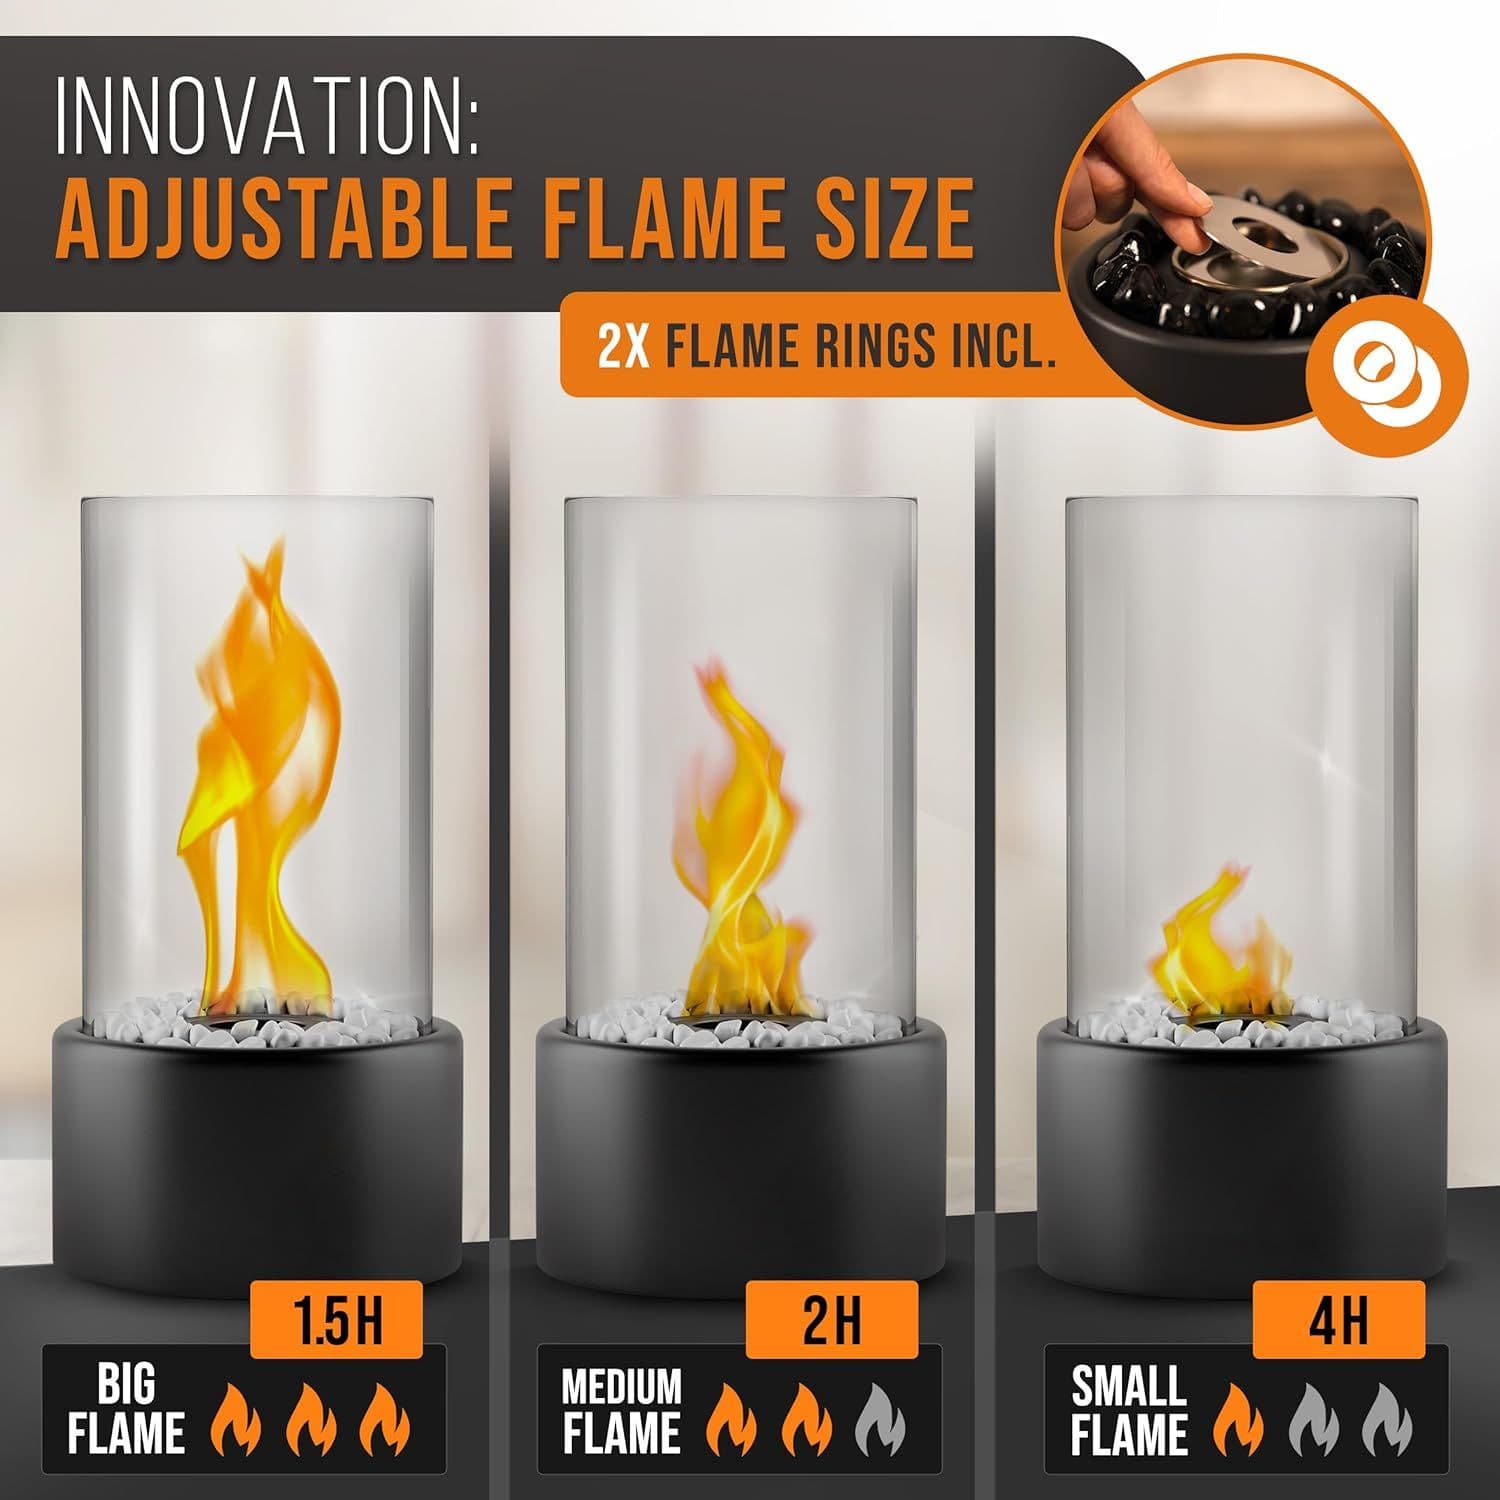 INNOVATION:
ADJUSTABLE FLAME SIZE
2X FLAME RINGS INCL.
1.5H
BIG
FLAME
2H
MEDIUM
FLAME
4H
SMALL
FLAME